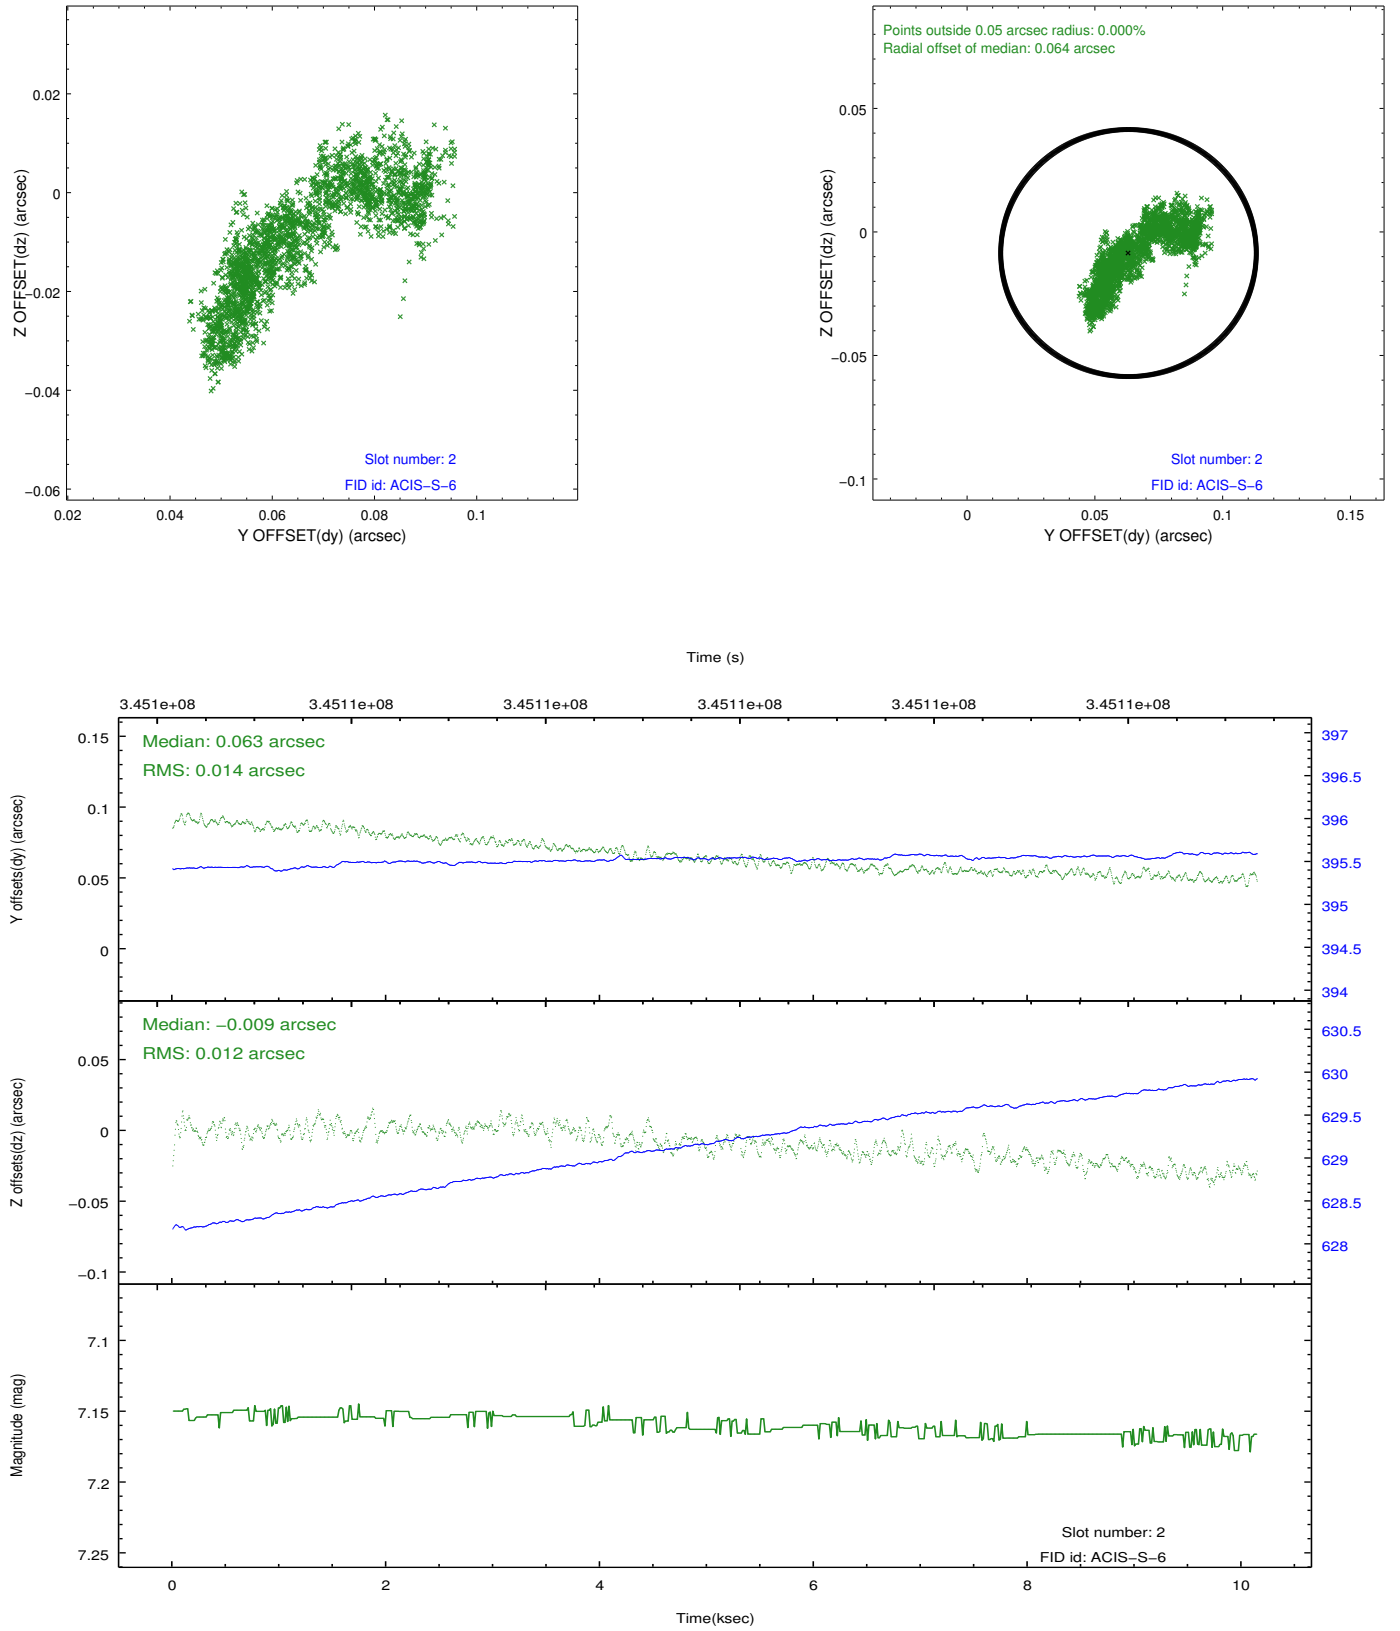 0.02
0
−0.02
−0.04
−0.06
Z OFFSET(dz) (arcsec)
Slot number: 2
FID id: ACIS−S−6
0.02 0.04 0.06 0.08 0.1
Y OFFSET(dy) (arcsec)
Points outside 0.05 arcsec radius: 0.000%
Radial offset of median: 0.064 arcsec
0.05
0
−0.05
−0.1
Z OFFSET(dz) (arcsec)
Slot number: 2
FID id: ACIS−S−6
0 0.05 0.1 0.15
Y OFFSET(dy) (arcsec)
Time (s)
3.451e+08 3.4511e+08 3.4511e+08 3.4511e+08 3.4511e+08 3.4511e+08
Median: 0.063 arcsec
RMS: 0.014 arcsec
0.15
0.1
0.05
0
Y offsets(dy) (arcsec)
397
396.5
396
395.5
395
394.5
394
Median: −0.009 arcsec
RMS: 0.012 arcsec
0.05
0
−0.05
−0.1
Z offsets(dz) (arcsec)
630.5
630
629.5
629
628.5
628
7.1
7.15
7.2
7.25
Magnitude (mag)
Slot number: 2
FID id: ACIS−S−6
0 2 4 6 8 10
Time(ksec)